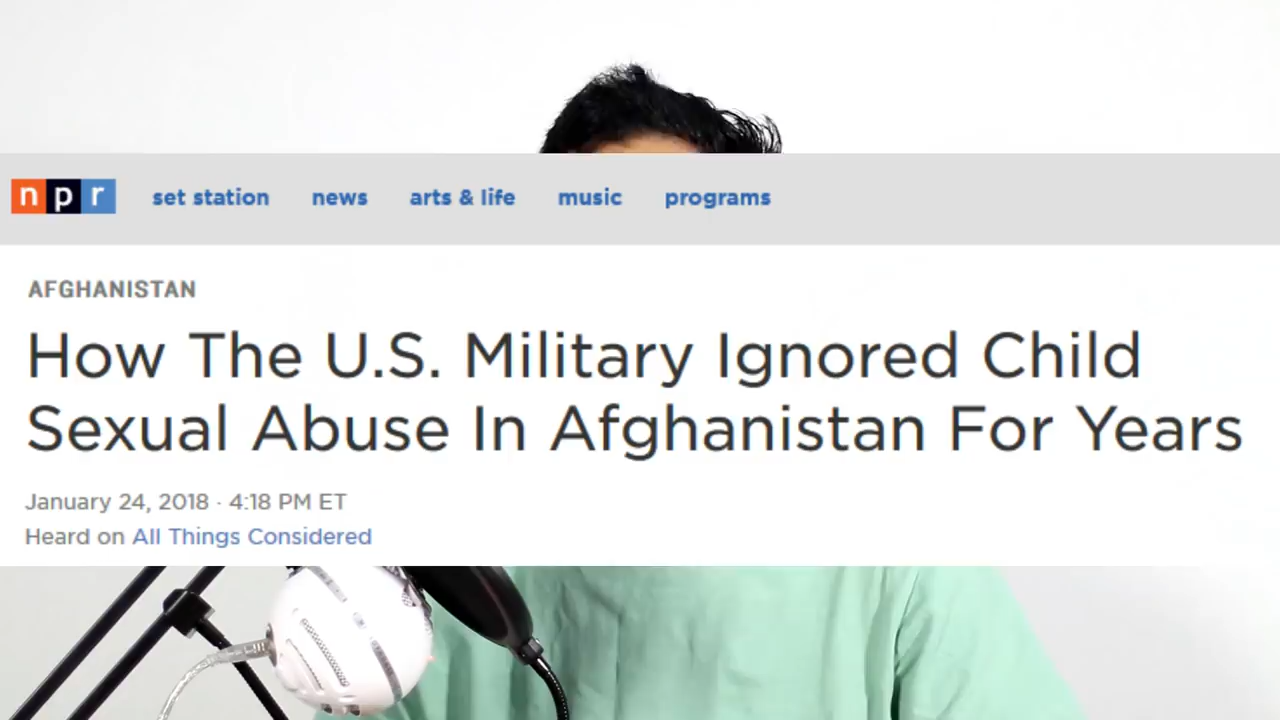 npr set station news arts & life music programs
AFGHANISTAN
How The U.S. Military Ignored Child
Sexual Abuse In Afghanistan For Years
January 24, 2018 · 4:18 PM ET
Heard on All Things Considered